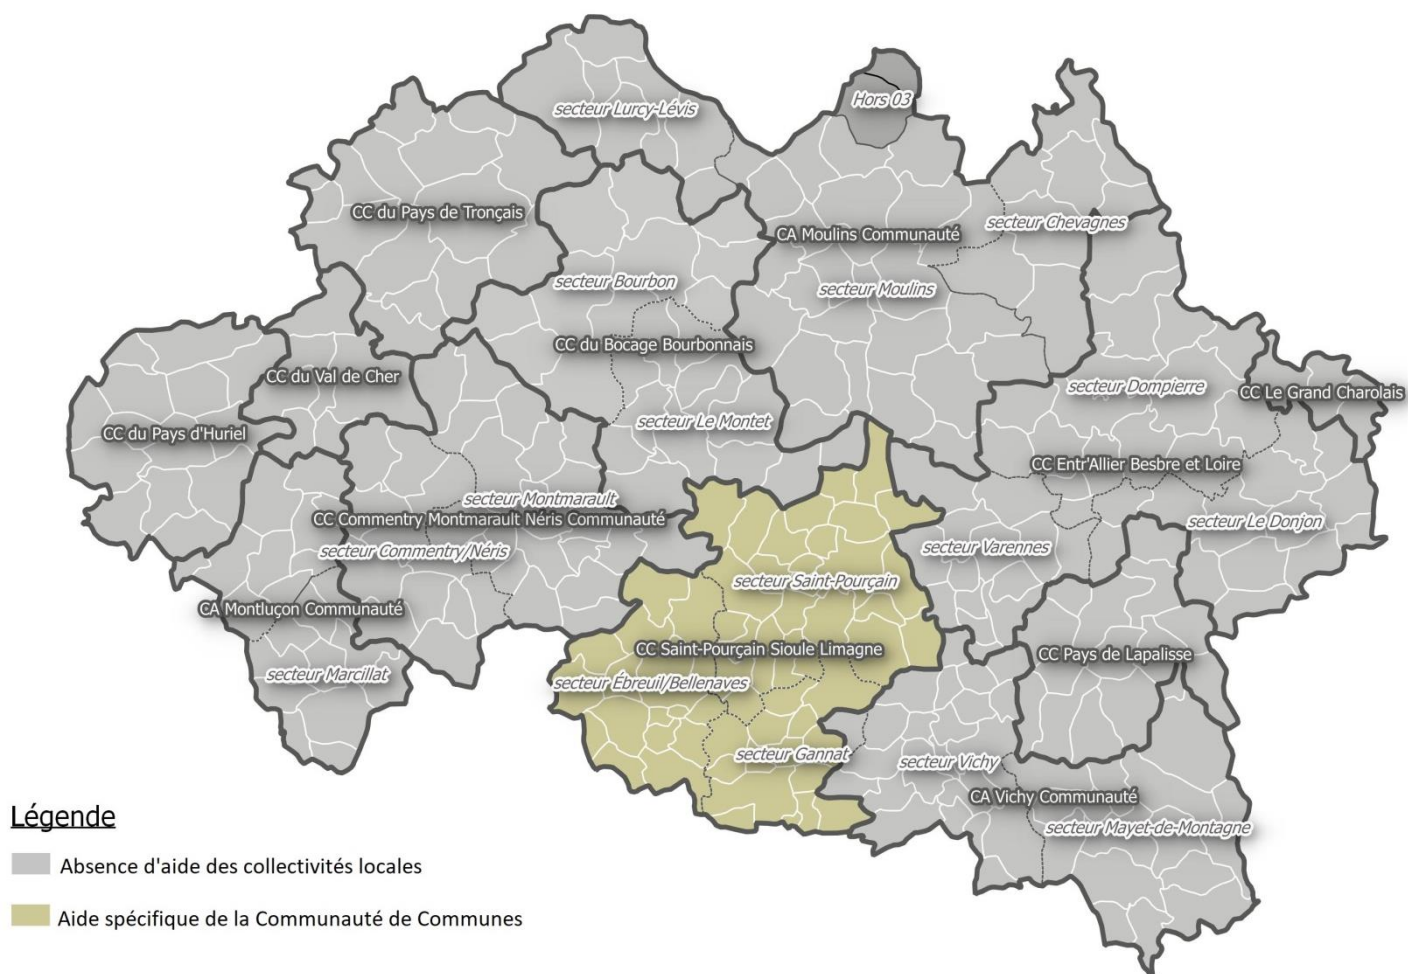 Hors 03
secteur Lurcy-Lévis
CC du Pays de Tronçais
secteur Chevagnes
CA Moulins Communauté
secteur Bourbon
secteur Moulins
CC du Bocage Bourbonnais
CC du Val de Cher
secteur Dompierre
CC Le Grand Charolais
secteur Le Montet
CC du Pays d'Huriel
CC Entr'Allier Besbre et Loire
secteur Montmarault
CC Commentry Montmarault Néris Communauté
secteur Le Donjon
secteur Commentry/Néris
secteur Varennes
secteur Saint-Pourçain
CA Montluçon Communauté
CC Saint-Pourçain Sioule Limagne
CC Pays de Lapalisse
secteur Marcillat
secteur Ébreuil/Bellenaves
secteur Gannat
secteur Vichy
CA Vichy Communauté
secteur Mayet-de-Montagne
Légende
Absence d'aide des collectivités locales
Aide spécifique de la Communauté de Communes